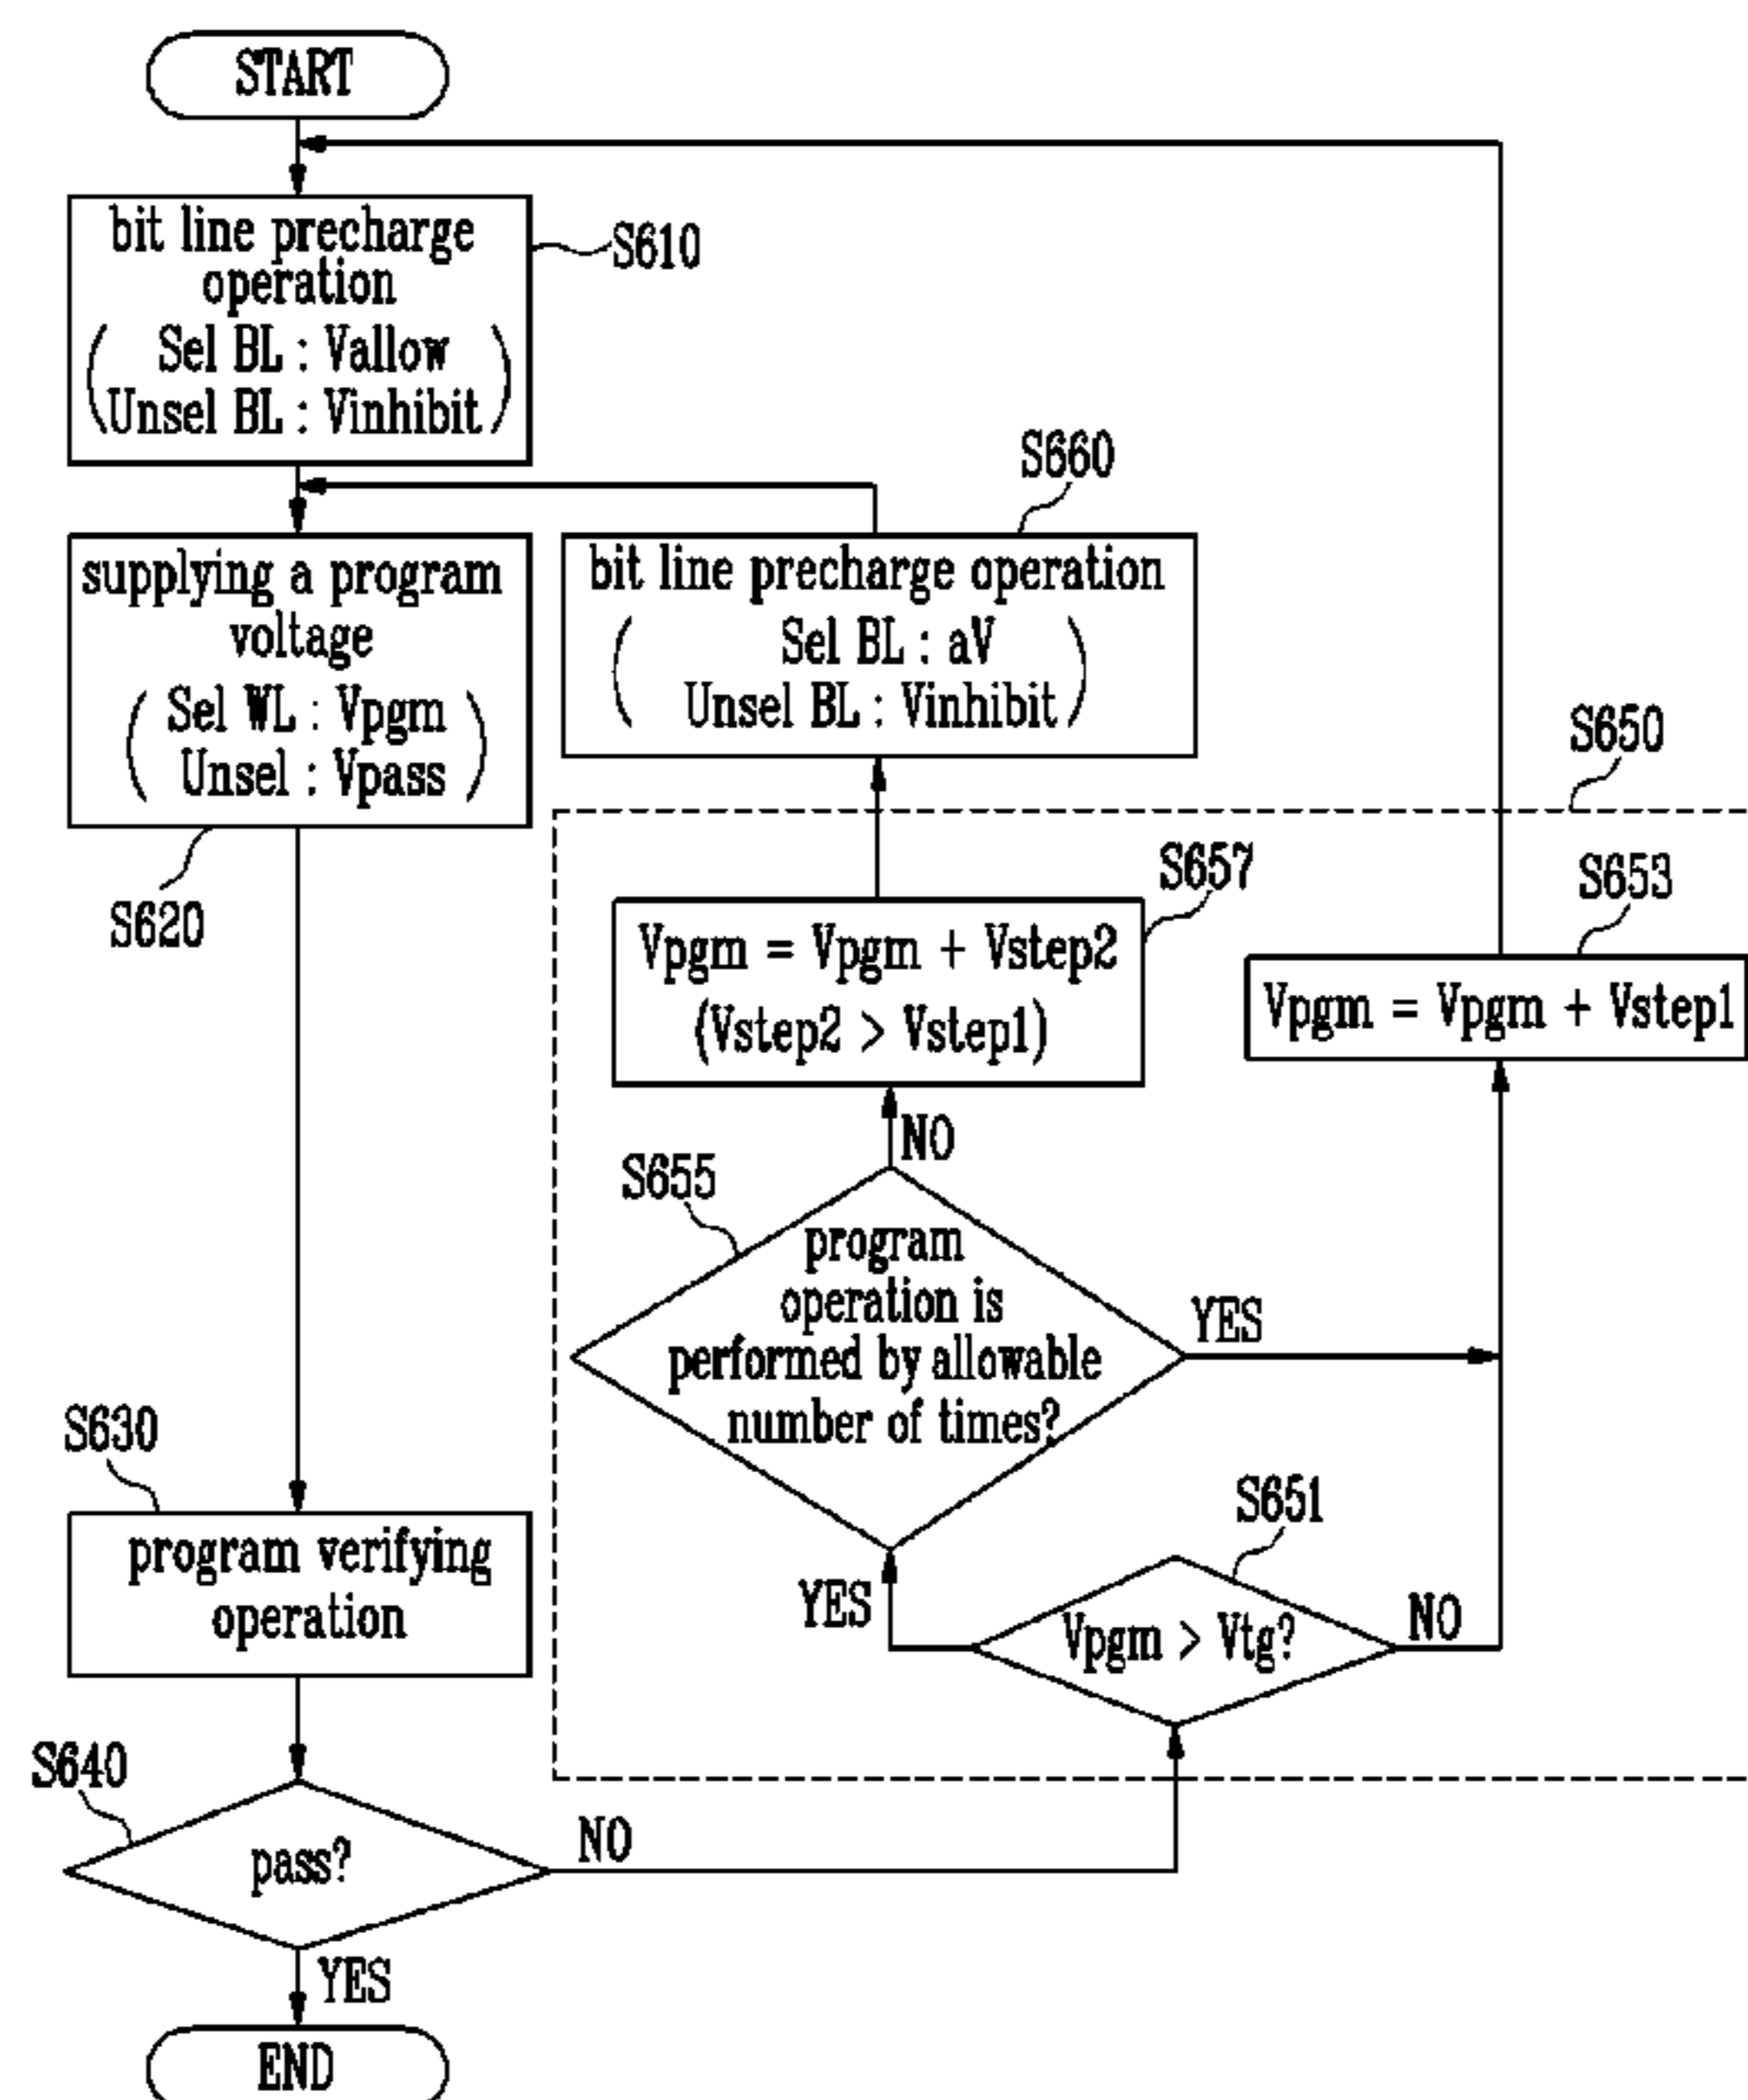 START
bit line precharge
operation
( Sel BL : Vallow
Unsel BL : Vinhibit )
S610
S660
supplying a program
voltage
( Sel WL : Vpgm
Unsel : Vpass )
S620
bit line precharge operation
( Sel BL : aV
Unsel BL : Vinhibit )
S650
S657
S653
Vpgm = Vpgm + Vstep2
(Vstep2 > Vstep1)
Vpgm = Vpgm + Vstep1
NO
S655
program
operation is
performed by allowable
number of times?
YES
S630
program verifying
operation
S651
YES
Vpgm > Vtg?
NO
S640
pass?
NO
YES
END